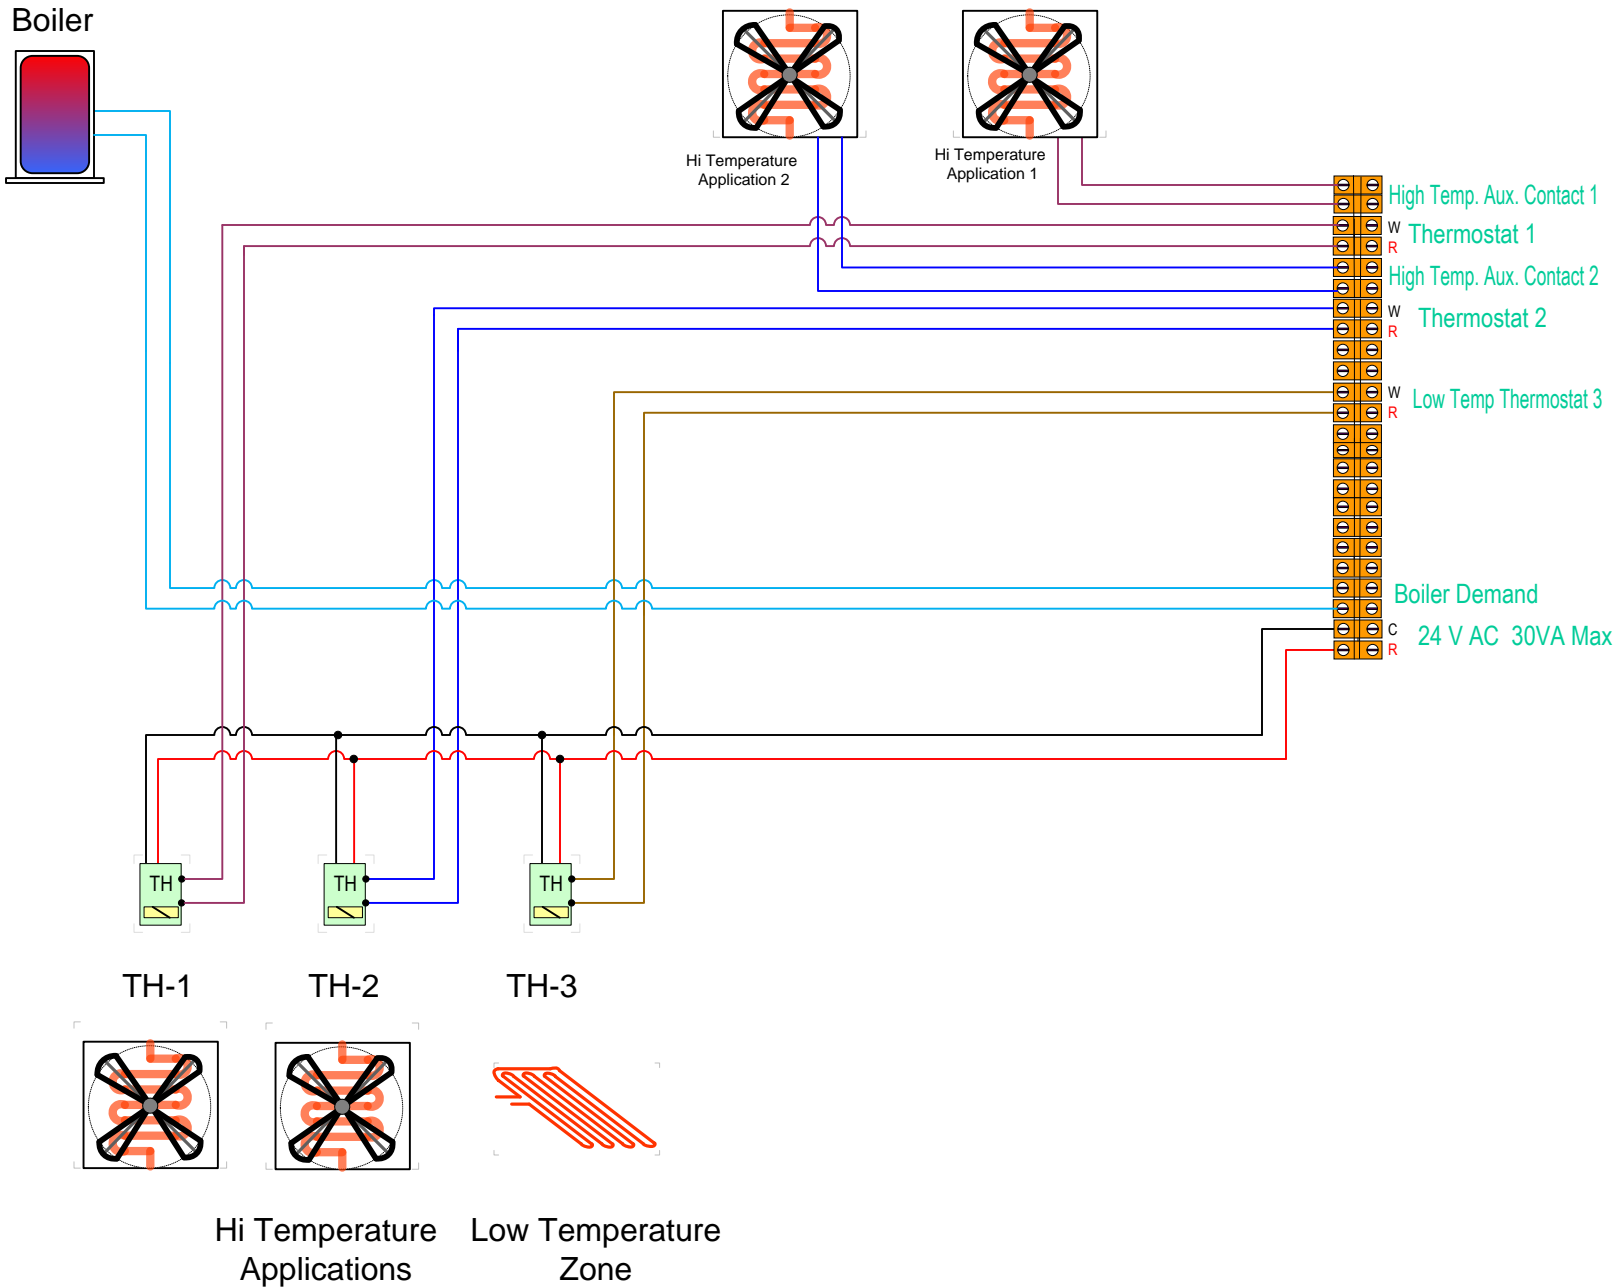 Boiler
Hi Temperature
Application 2
Hi Temperature
Application 1
High Temp. Aux. Contact 1
W Thermostat 1
R
High Temp. Aux. Contact 2
W Thermostat 2
R
W Low Temp Thermostat 3
R
Boiler Demand
C 24 V AC 30VA Max
R
TH TH TH
TH-1 TH-2 TH-3
Hi Temperature
Applications
Low Temperature
Zone